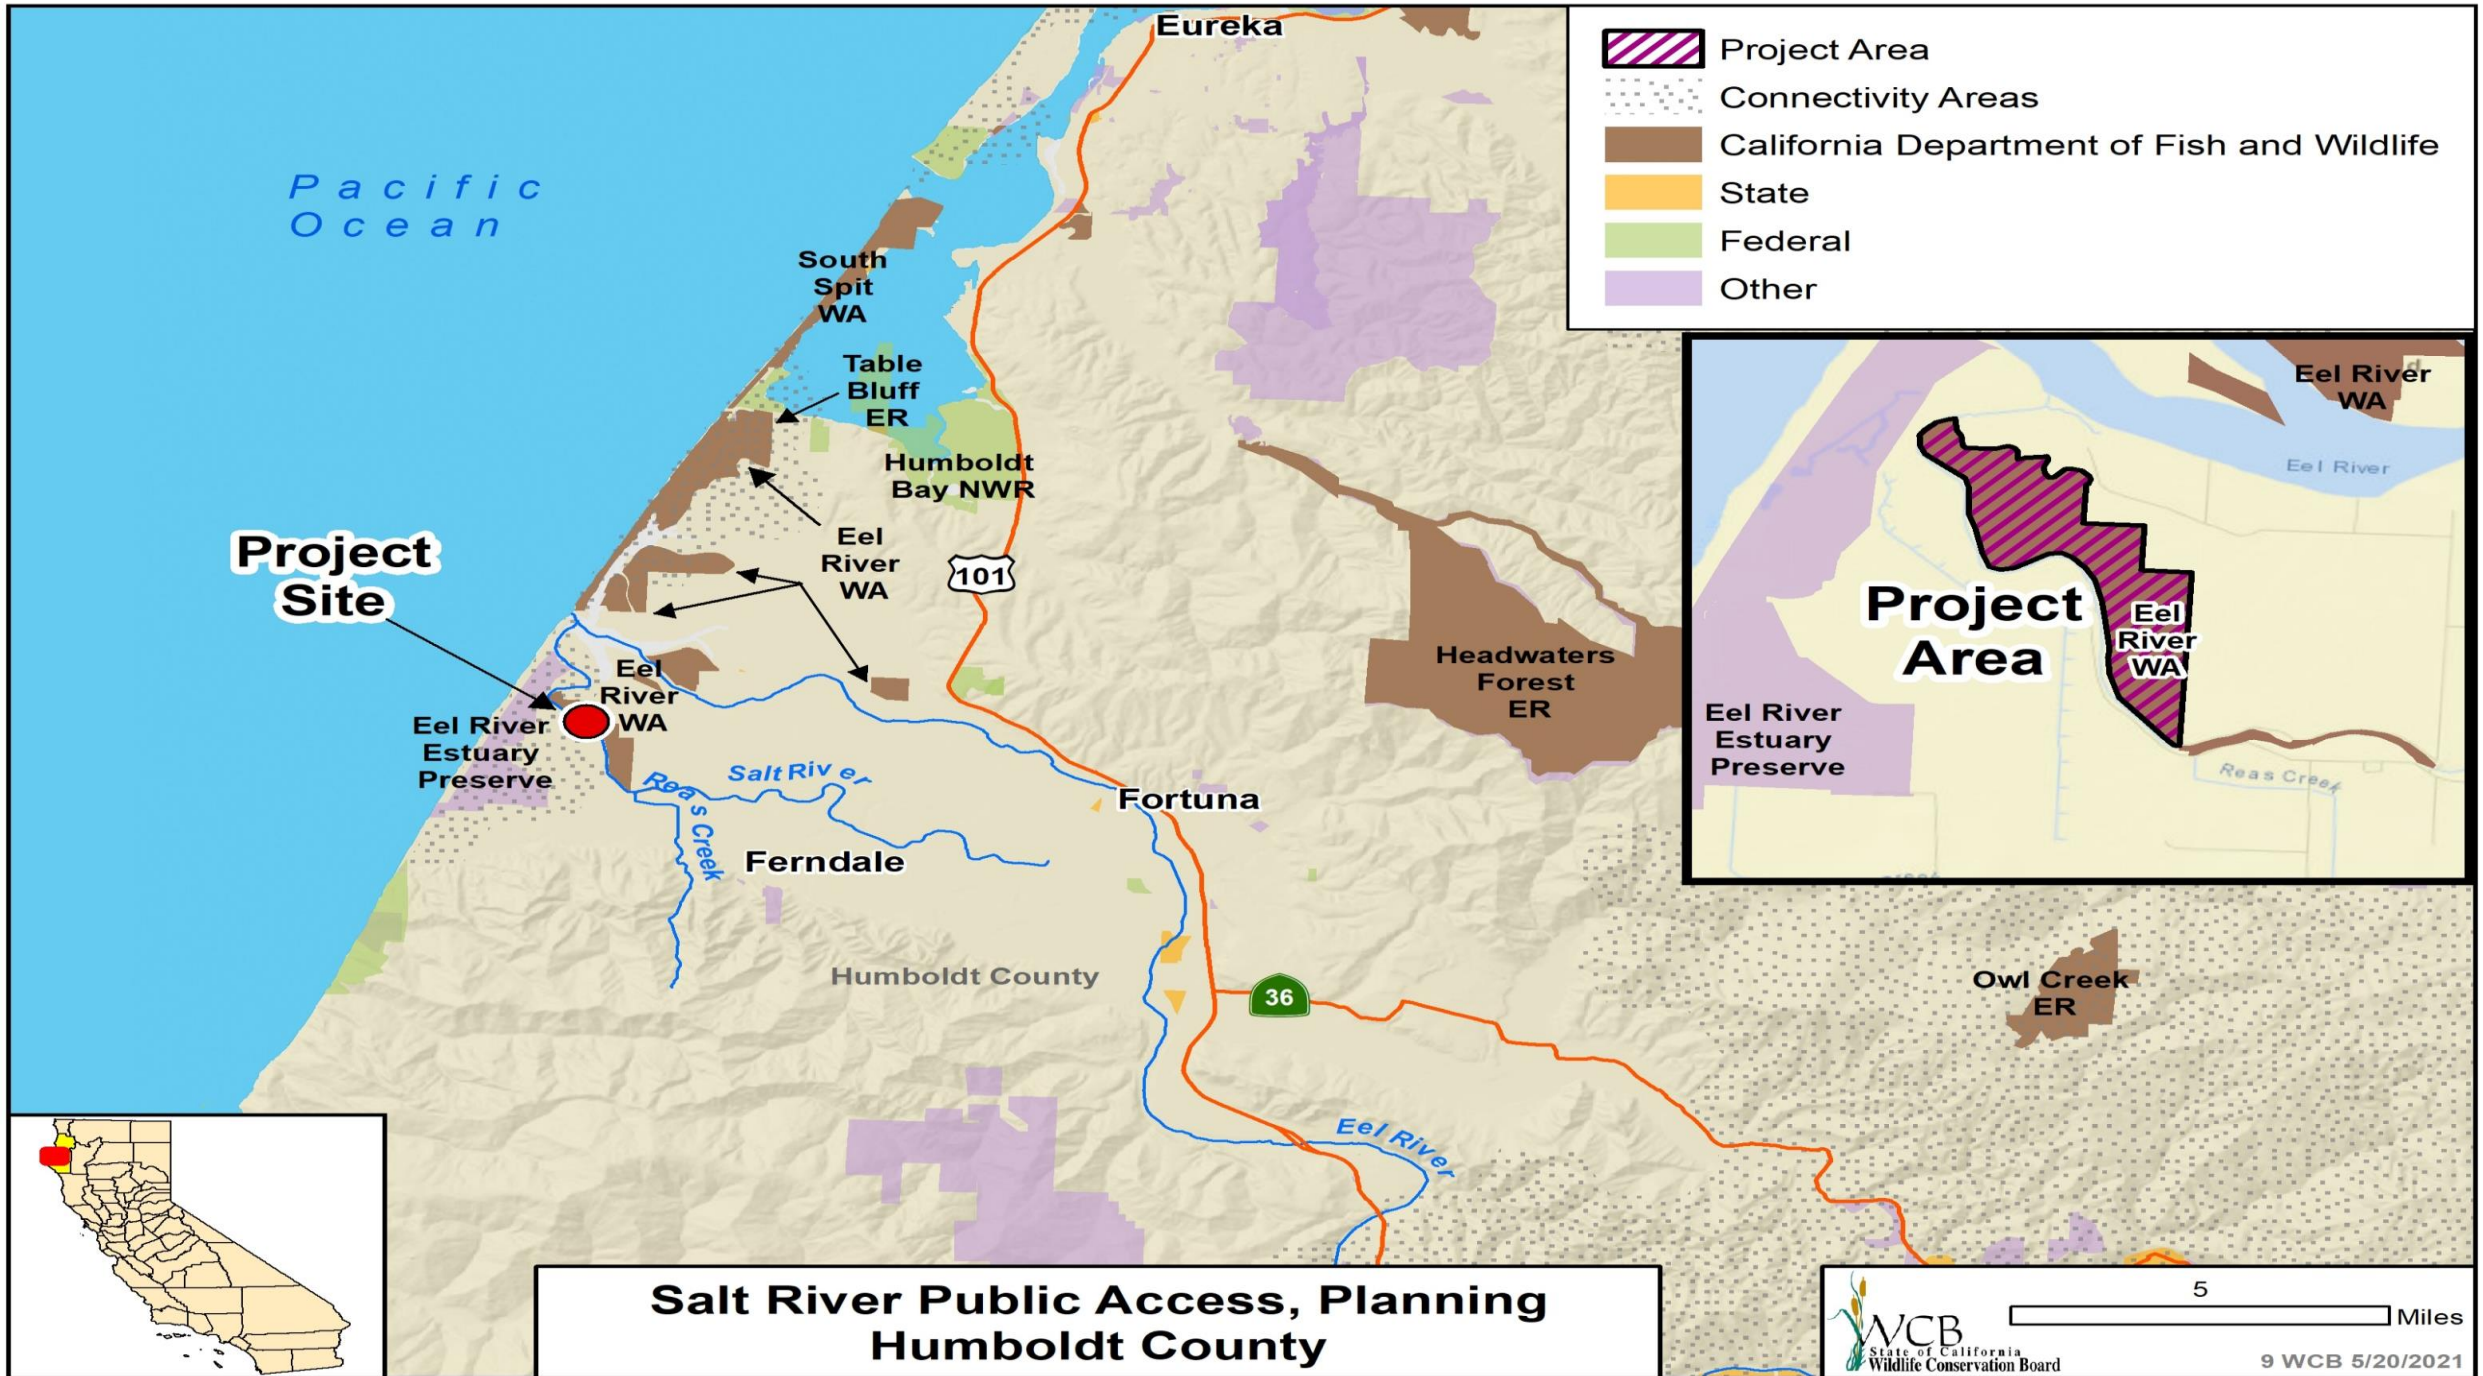 Eureka
Project Area
Connectivity Areas
California Department of Fish and Wildlife
State
Federal
Other
Pacific
Ocean
South
Spit
WA
Table
Bluff
ER
Humboldt
Bay NWR
Eel
River
WA
101
Project
Site
Eel
River
WA
Eel River
Estuary
Preserve
Salt River
Reas Creek
Ferndale
Fortuna
Headwaters
Forest
ER
Eel River
WA
Eel River
Project
Area
Eel
River
WA
Eel River
Estuary
Preserve
Reas Creek
Humboldt County
36
Owl Creek
ER
Eel River
Salt River Public Access, Planning
Humboldt County
WCB
State of California
Wildlife Conservation Board
5
Miles
9 WCB 5/20/2021